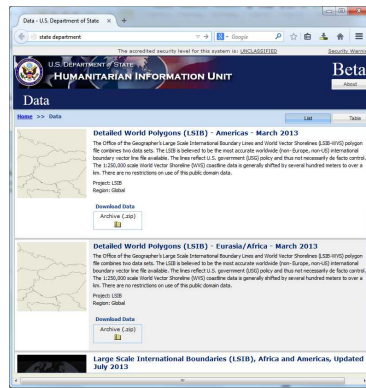 Data - U.S. Department of State
state department
Google
The accredited security level for this system is: UNCLASSIFIED
Security Warnin
U.S. DEPARTMENT of STATE
HUMANITARIAN INFORMATION UNIT
Beta
About
Data
Home >> Data
List
Table
Detailed World Polygons (LSIB) - Americas - March 2013
The Office of the Geographer's Large Scale International Boundary Lines and World Vector Shorelines (LSIB-WVS) polygon
file combines two data sets. The LSIB is believed to be the most accurate worldwide (non- Europe, non-US) international
boundary vector line file available. The lines reflect U.S. government (USG) policy and thus not necessarily de facto control.
The 1:250,000 scale World Vector Shoreline (WVS) coastline data is generally shifted by several hundred meters to over a
km. There are no restrictions on use of this public domain data.
Project: LSIB
Region: Global
Download Data
Archive (.zip)
Detailed World Polygons (LSIB) - Eurasia/Africa - March 2013
The Office of the Geographer's Large Scale International Boundary Lines and World Vector Shorelines (LSIB-WVS) polygon
file combines two data sets. The LSIB is believed to be the most accurate worldwide (non- Europe, non-US) international
boundary vector line file available. The lines reflect U.S. government (USG) policy and thus not necessarily de facto control.
The 1:250,000 scale World Vector Shoreline (WVS) coastline data is generally shifted by several hundred meters to over a
km. There are no restrictions on use of this public domain data.
Project: LSIB
Region: Global
Download Data
Archive (.zip)
Large Scale International Boundaries (LSIB), Africa and Americas, Updated
July 2013